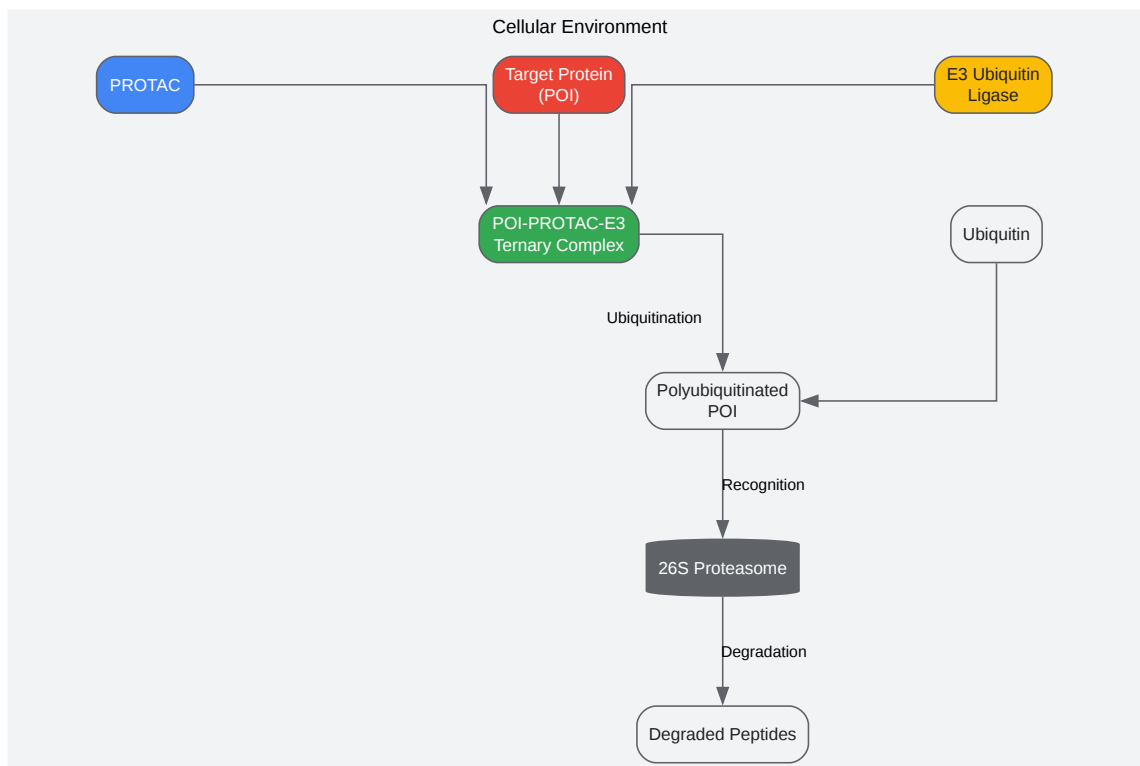 Cellular Environment
PROTAC
Target Protein
(POI)
E3 Ubiquitin
Ligase
POI-PROTAC-E3
Ternary Complex
Ubiquitin
Ubiquitination
Polyubiquitinated
POI
Recognition
26S Proteasome
Degradation
Degraded Peptides